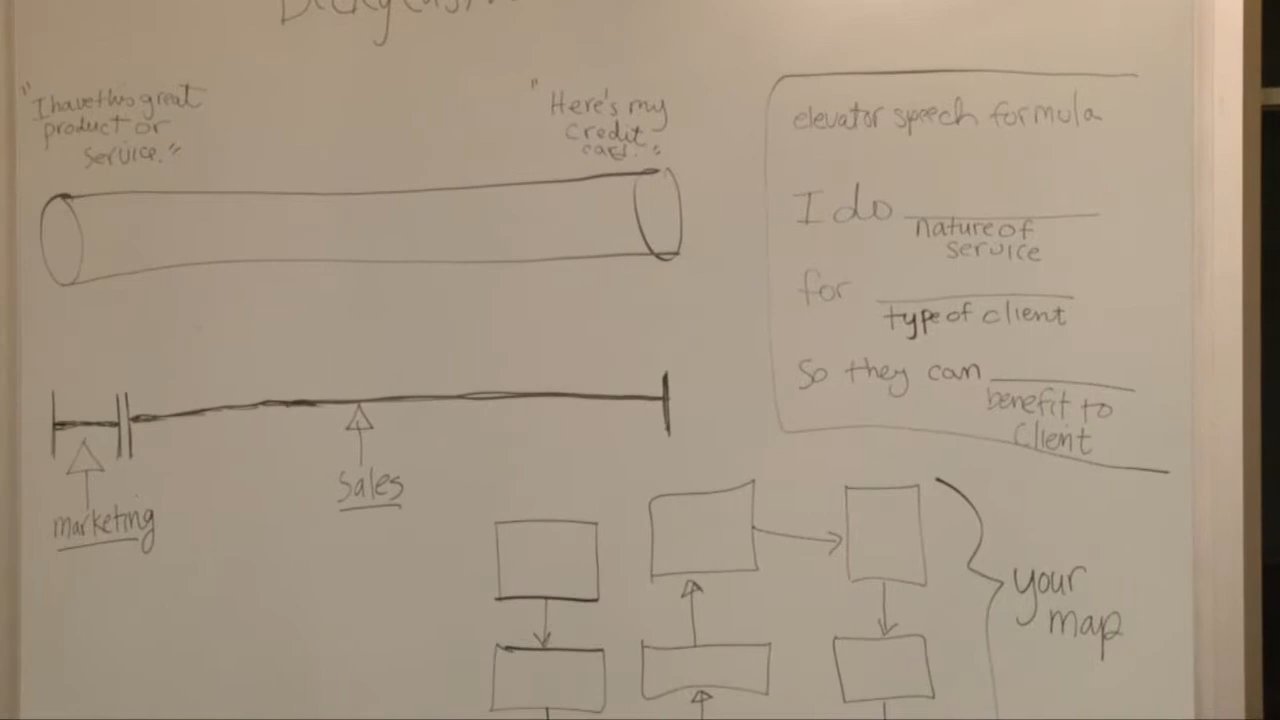 "I have this great
product or
service."
"Here's my
credit
card."
elevator speech formula
I do
nature of
service
for
type of client
So they can
benefit to
client
marketing
Sales
your
map